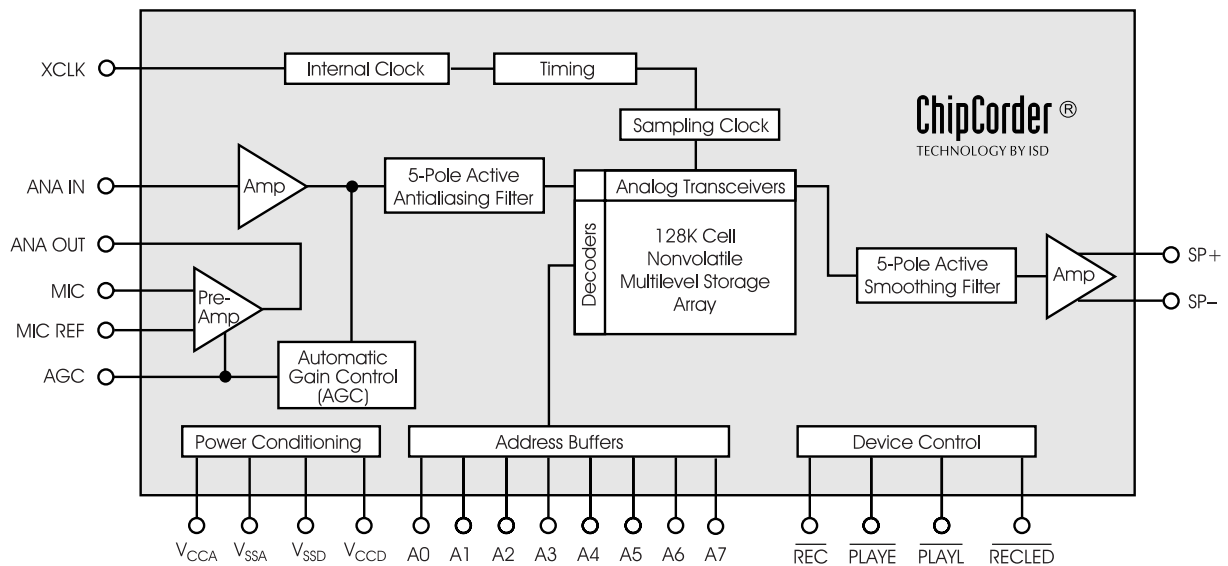 XCLK
Internal Clock
Timing
Sampling Clock
ChipCorder ®
TECHNOLOGY BY ISD
ANA IN
Amp
5-Pole Active
Antialiasing Filter
Analog Transceivers
Decoders
128K Cell
Nonvolatile
Multilevel Storage
Array
ANA OUT
MIC
MIC REF
Pre-
Amp
AGC
Automatic
Gain Control
(AGC)
5-Pole Active
Smoothing Filter
Amp
SP+
SP–
Power Conditioning
Address Buffers
Device Control
VCCA
VSSA
VSSD
VCCD
A0
A1
A2
A3
A4
A5
A6
A7
REC
PLAYE
PLAYL
RECLED